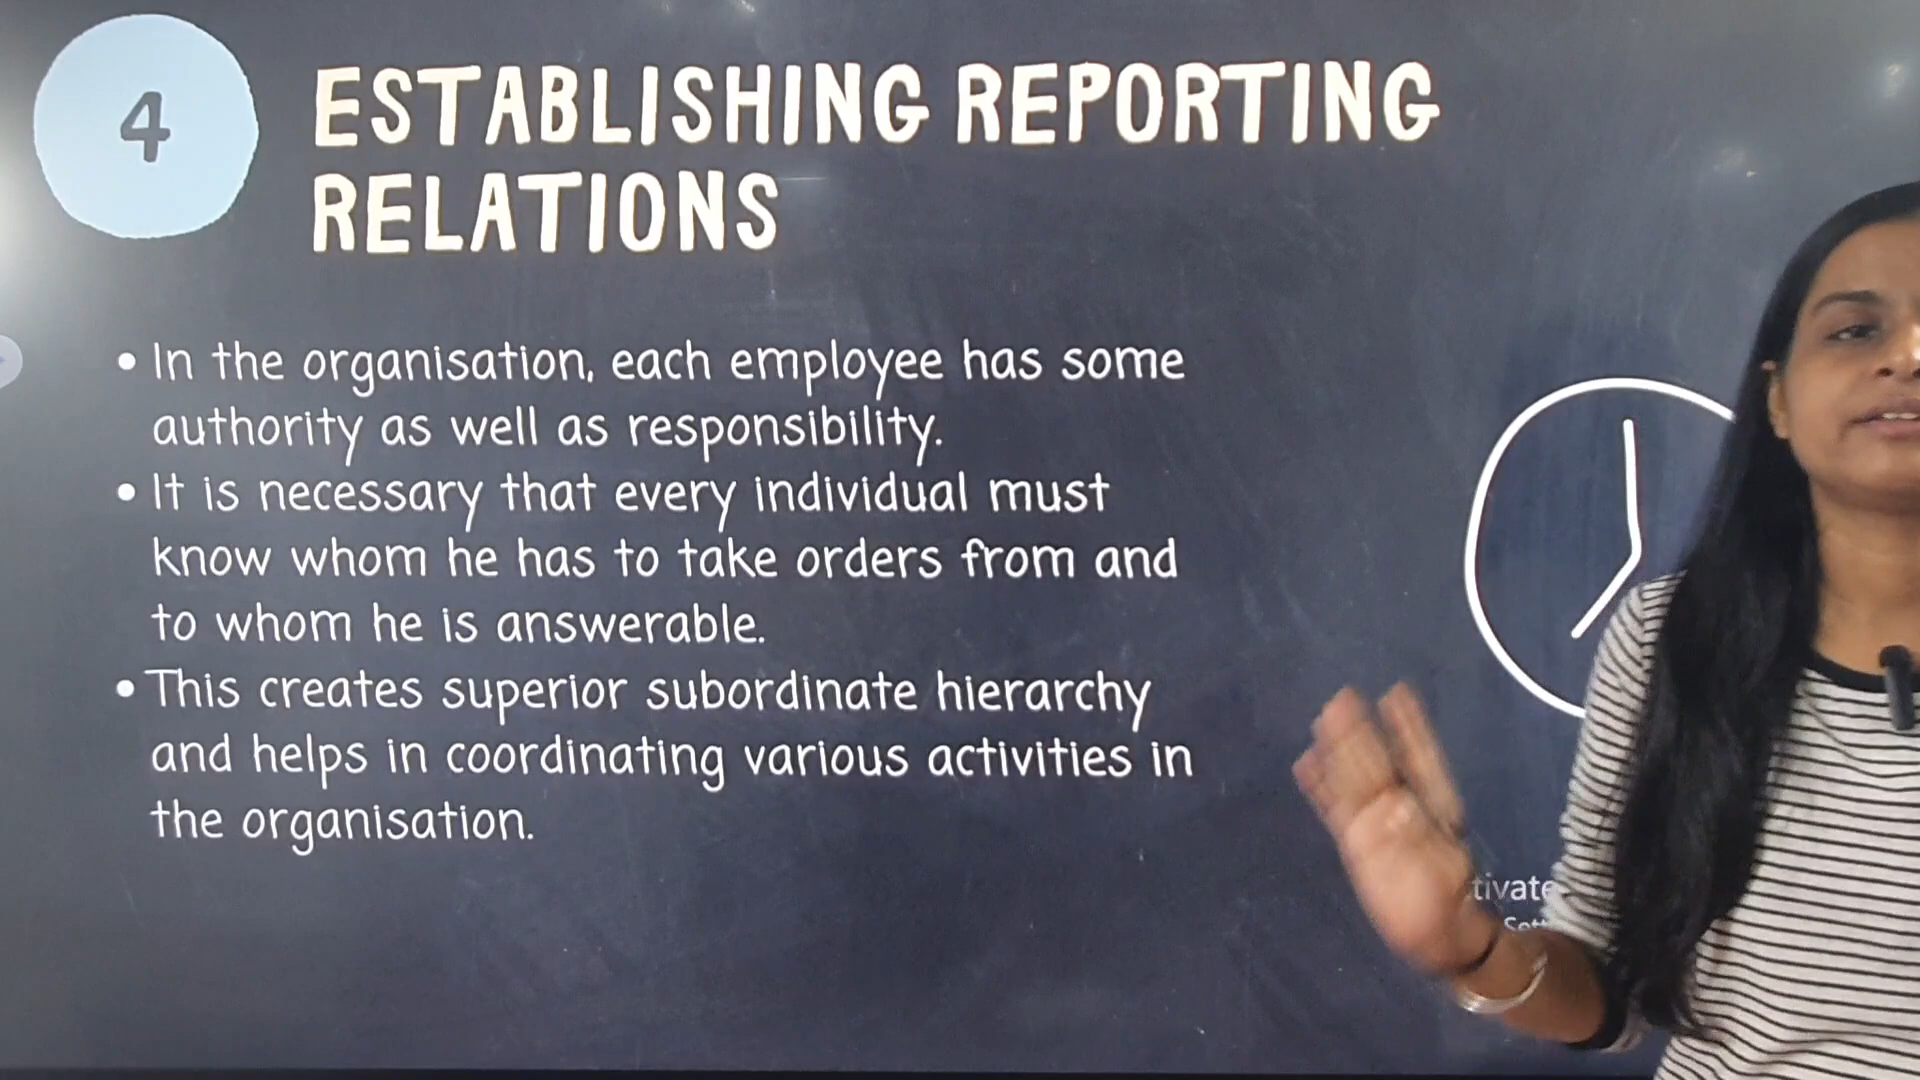 4
ESTABLISHING REPORTING
RELATIONS
• In the organisation, each employee has some
authority as well as responsibility.
• It is necessary that every individual must
know whom he has to take orders from and
to whom he is answerable.
• This creates superior subordinate hierarchy
and helps in coordinating various activities in
the organisation.